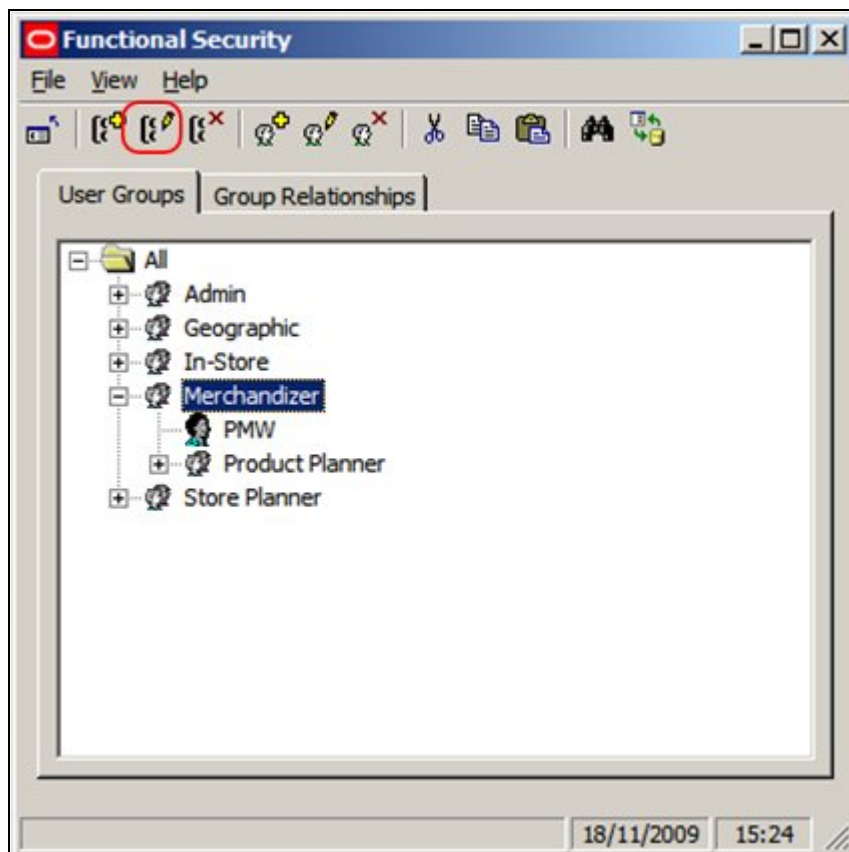 Functional Security
File View Help
User Groups Group Relationships
All
Admin
Geographic
In-Store
Merchandizer
PMW
Product Planner
Store Planner
18/11/2009 15:24